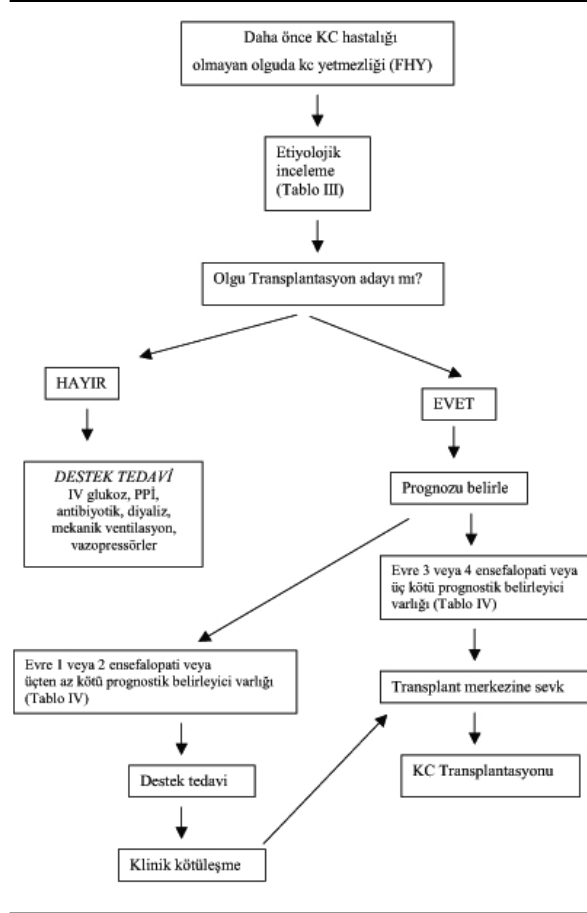 Daha önce KC hastalığı
olmayan olguda kc yetmezliği (FHY)
Etiyolojik
inceleme
(Tablo III)
Olgu Transplantasyon adayı mı?
HAYIR
EVET
DESTEK TEDAVİ
IV glukoz, PPİ,
antibiyotik, diyaliz,
mekanik ventilasyon,
vazopressörler
Prognozu belirle
Evre 3 veya 4 ensefalopati veya
üç kötü prognostik belirleyici
varlığı (Tablo IV)
Evre 1 veya 2 ensefalopati veya
üçten az kötü prognostik belirleyici varlığı
(Tablo IV)
Transplant merkezine sevk
Destek tedavi
KC Transplantasyonu
Klinik kötüleşme